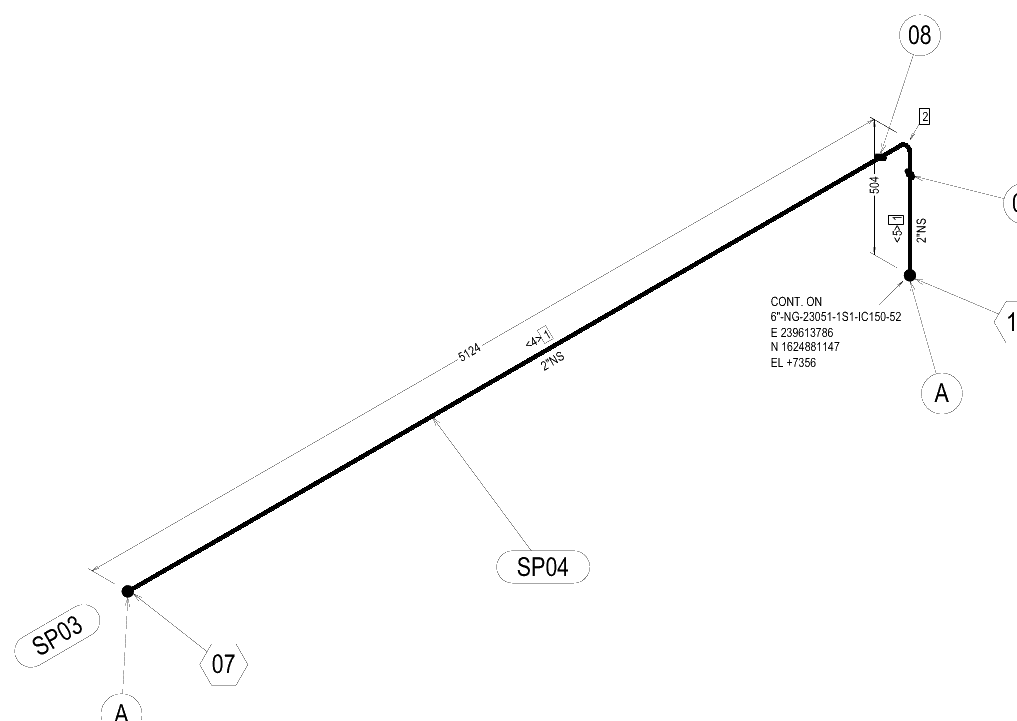 08
2
504
<5>1
2"NS
CONT. ON
6"-NG-23051-1S1-IC150-52
E 239613786
N 1624881147
EL +7356
A
<4>1
2"NS
5124
SP04
SP03
07
A